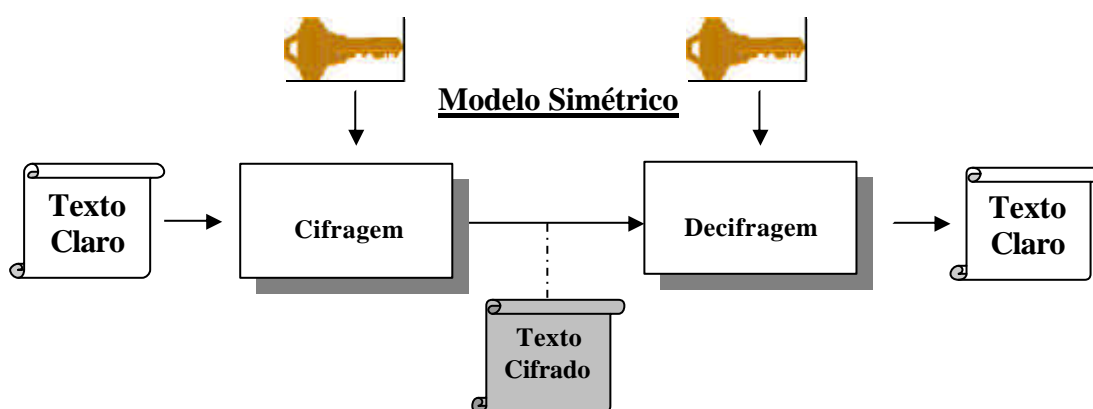 Modelo Simétrico
Texto
Claro
Cifragem
Decifragem
Texto
Claro
Texto
Cifrado